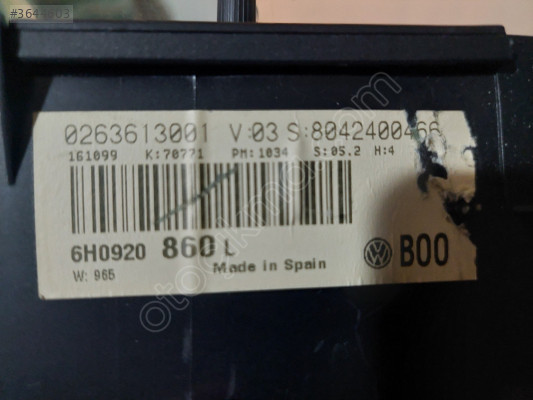 0263613001 V:03 S:8042400466
161099 K:70771 PM:1034 S:05.2 H:4
6H0920 860 L
Made in Spain
B00
W: 965